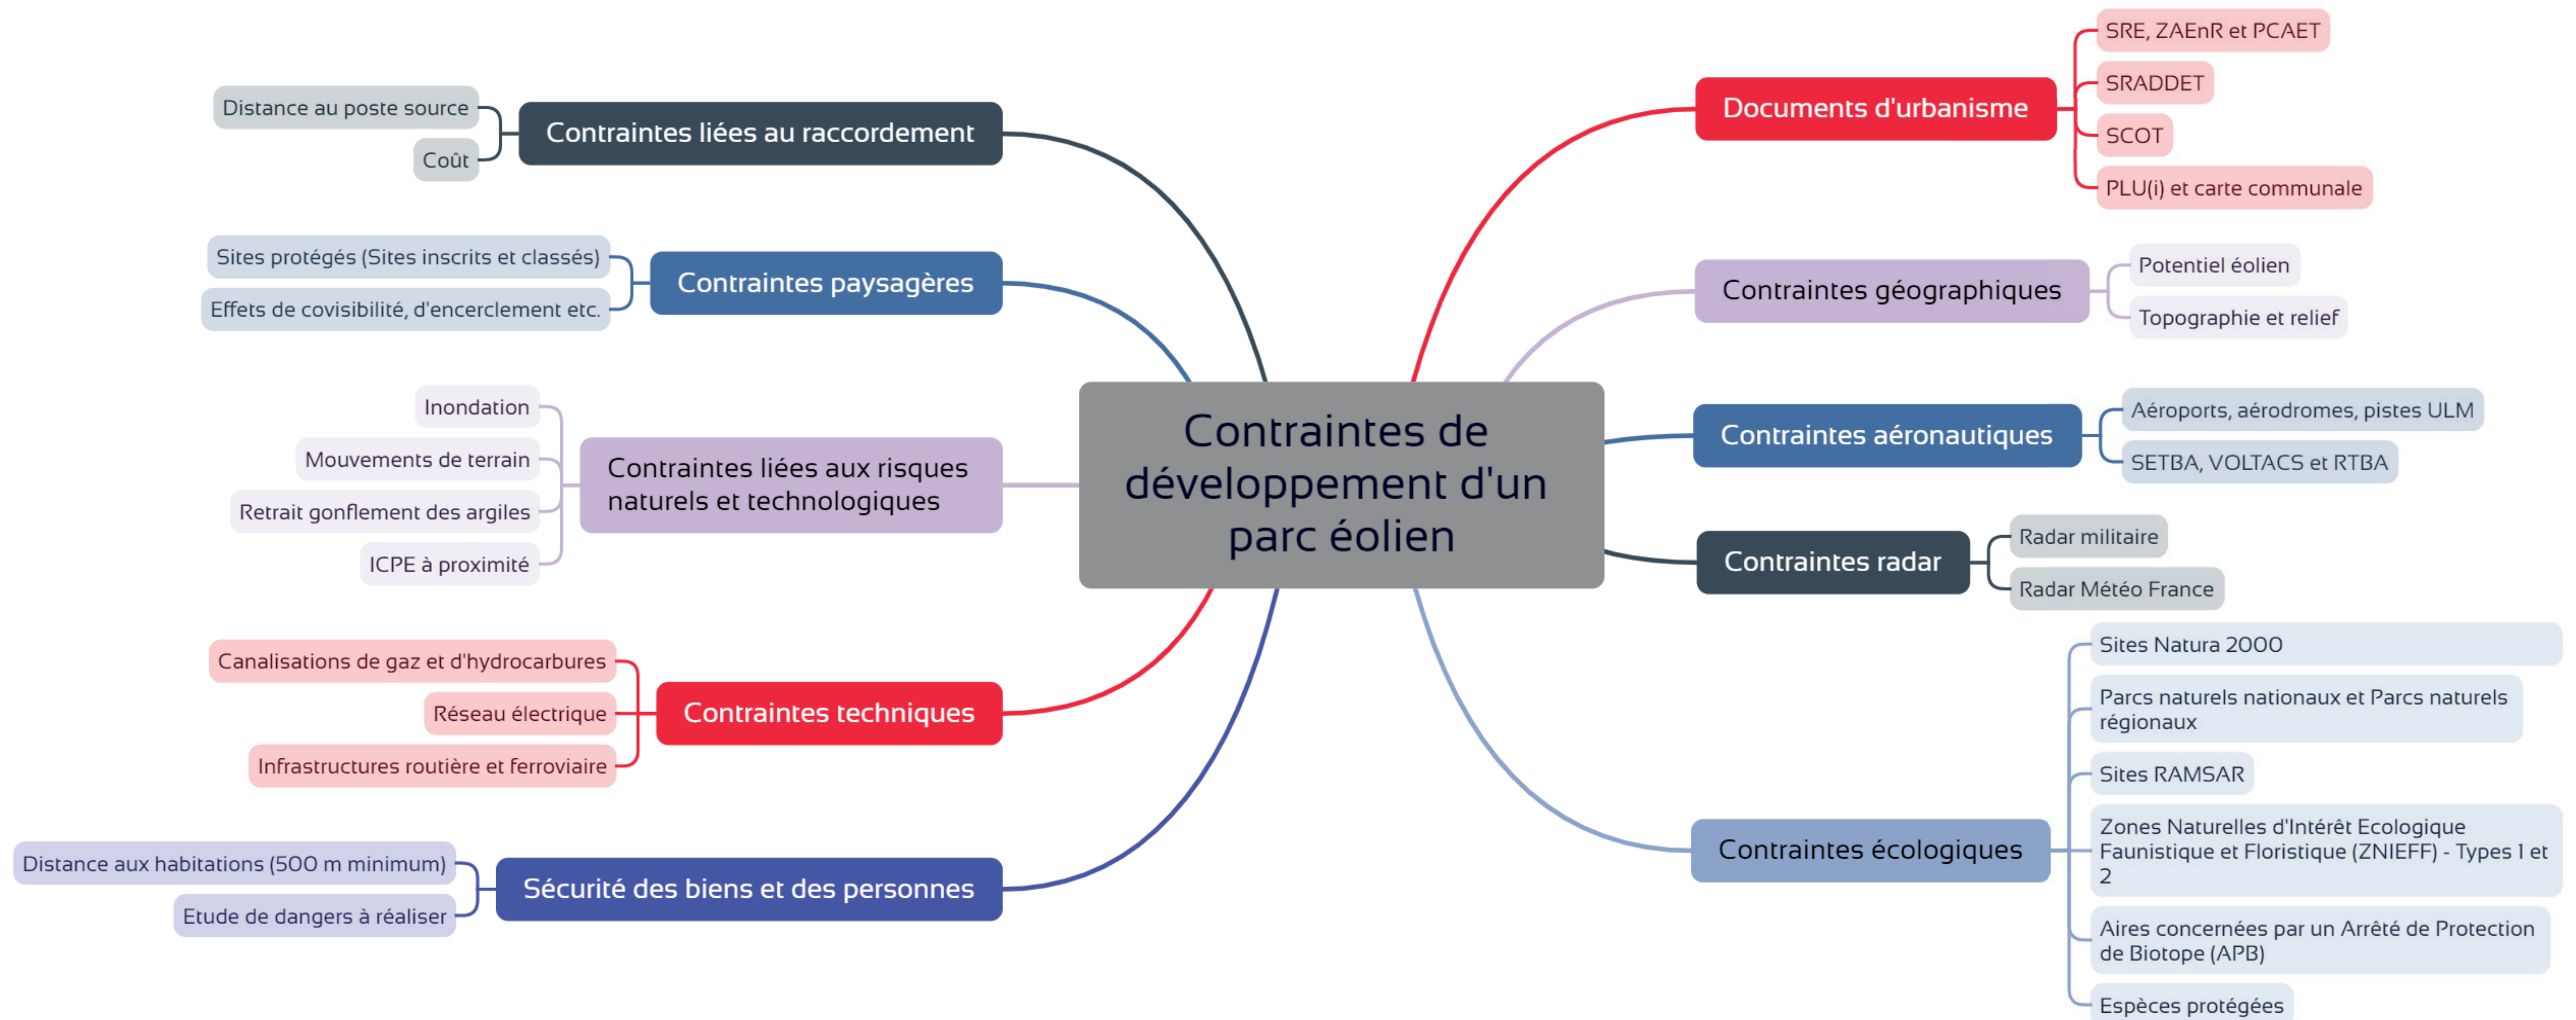 Contraintes de
développement d'un
parc éolien
Contraintes liées au raccordement
Distance au poste source
Coût
Contraintes paysagères
Sites protégés (Sites inscrits et classés)
Effets de covisibilité, d'encerclement etc.
Contraintes liées aux risques
naturels et technologiques
Inondation
Mouvements de terrain
Retrait gonflement des argiles
ICPE à proximité
Contraintes techniques
Canalisations de gaz et d'hydrocarbures
Réseau électrique
Infrastructures routière et ferroviaire
Sécurité des biens et des personnes
Distance aux habitations (500 m minimum)
Etude de dangers à réaliser
Documents d'urbanisme
SRE, ZAEnR et PCAET
SRADDET
SCOT
PLU(i) et carte communale
Contraintes géographiques
Potentiel éolien
Topographie et relief
Contraintes aéronautiques
Aéroports, aérodromes, pistes ULM
SETBA, VOLTACS et RTBA
Contraintes radar
Radar militaire
Radar Météo France
Contraintes écologiques
Sites Natura 2000
Parcs naturels nationaux et Parcs naturels
régionaux
Sites RAMSAR
Zones Naturelles d'Intérêt Ecologique
Faunistique et Floristique (ZNIEFF) - Types 1 et
2
Aires concernées par un Arrêté de Protection
de Biotope (APB)
Espèces protégées